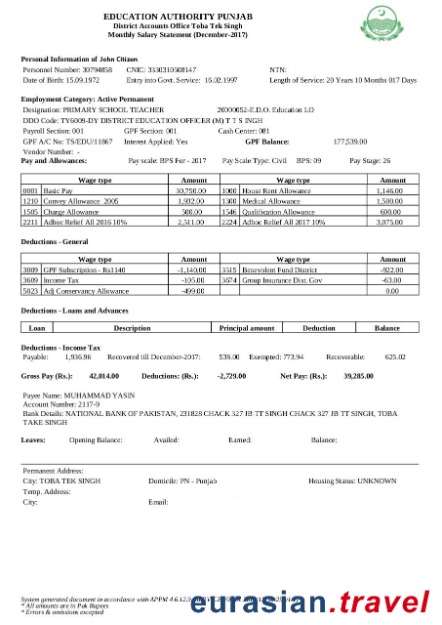 EDUCATION AUTHORITY PUNJAB
District Accounts Office Toba Tek Singh
Monthly Salary Statement (December-2017)
Personal Information of John Citizen
Personnel Number: 30794858 CNIC: 3330310508147 NTN:
Date of Birth: 15.09.1972 Entry into Govt. Service: 16.02.1997 Length of Service: 20 Years 10 Months 017 Days
Employment Category: Active Permanent
Designation: PRIMARY SCHOOL TEACHER 20000052-E.D.O. Education LD
DDO Code: TY6009-DY DISTRICT EDUCATION OFFICER (M) T T S INGH
Payroll Section: 001 GPF Section: 001 Cash Center: 081
GPF A/C No: TS/EDU/11867 Interest Applied: Yes GPF Balance: 177,539.00
Vendor Number: -
Pay and Allowances: Pay scale: BPS For - 2017 Pay Scale Type: Civil BPS: 09 Pay Stage: 26
Wage type Amount Wage type Amount
0001 Basic Pay 30,750.00 1000 House Rent Allowance 1,146.00
1210 Convey Allowance 2005 1,932.00 1300 Medical Allowance 1,500.00
1505 Charge Allowance 500.00 1546 Qualification Allowance 600.00
2211 Adhoc Relief All 2016 10% 2,511.00 2224 Adhoc Relief All 2017 10% 3,075.00
Deductions - General
Wage type Amount Wage type Amount
3009 GPF Subscription - Rs1140 -1,140.00 3515 Benevolent Fund District -922.00
3609 Income Tax -105.00 3674 Group Insurance Dist. Gov -63.00
5023 Adj Conservancy Allowance -499.00 0.00
Deductions - Loans and Advances
Loan Description Principal amount Deduction Balance
Deductions - Income Tax
Payable: 1,936.96 Recovered till December-2017: 539.00 Exempted: 773.94 Recoverable: 625.02
Gross Pay (Rs.): 42,014.00 Deductions: (Rs.): -2,729.00 Net Pay: (Rs.): 39,285.00
Payee Name: MUHAMMAD YASIN
Account Number: 2117-9
Bank Details: NATIONAL BANK OF PAKISTAN, 231828 CHACK 327 JB TT SINGH CHACK 327 JB TT SINGH, TOBA
TAKE SINGH
Leaves: Opening Balance: Availed: Earned: Balance:
Permanent Address:
City: TOBA TEK SINGH Domicile: PN - Punjab Housing Status: UNKNOWN
Temp. Address:
City: Email:
System generated document in accordance with APPM 4.6.12.9
* All amounts are in Pak Rupees
* Errors & omissions excepted
eurasian.travel